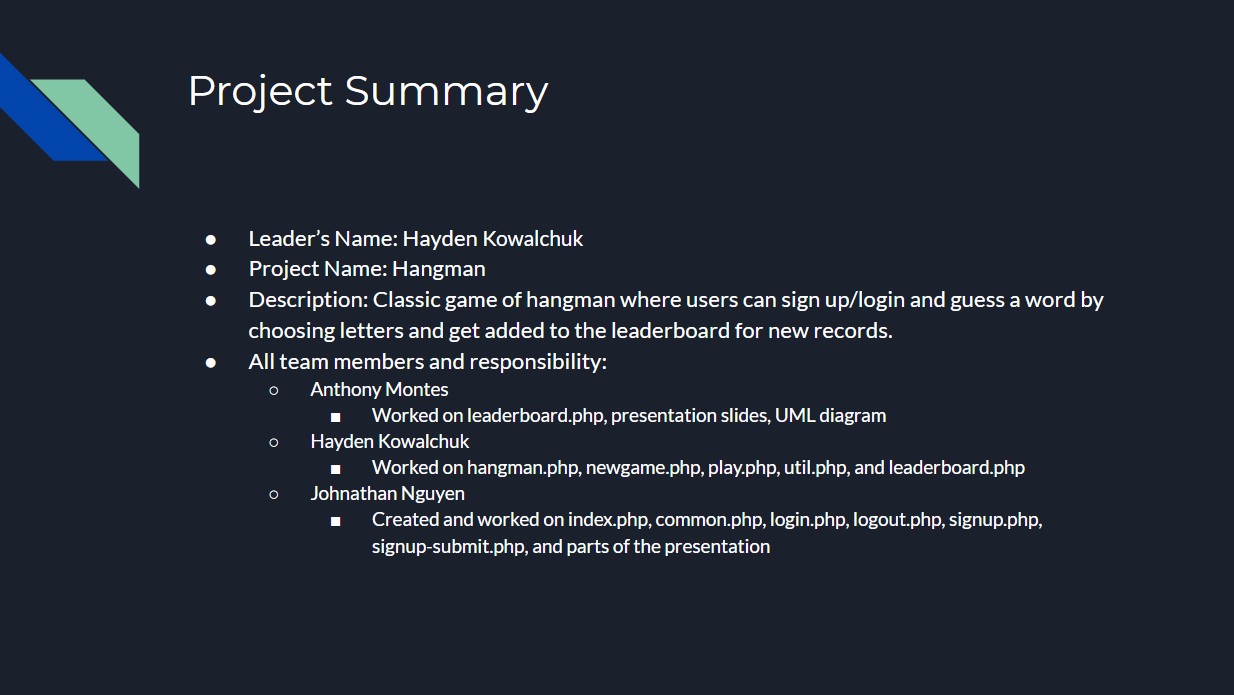 Project Summary
● Leader’s Name: Hayden Kowalchuk
● Project Name: Hangman
● Description: Classic game of hangman where users can sign up/login and guess a word by
choosing letters and get added to the leaderboard for new records.
● All team members and responsibility:
○ Anthony Montes
■ Worked on leaderboard.php, presentation slides, UML diagram
○ Hayden Kowalchuk
■ Worked on hangman.php, newgame.php, play.php, util.php, and leaderboard.php
○ Johnathan Nguyen
■ Created and worked on index.php, common.php, login.php, logout.php, signup.php,
signup-submit.php, and parts of the presentation